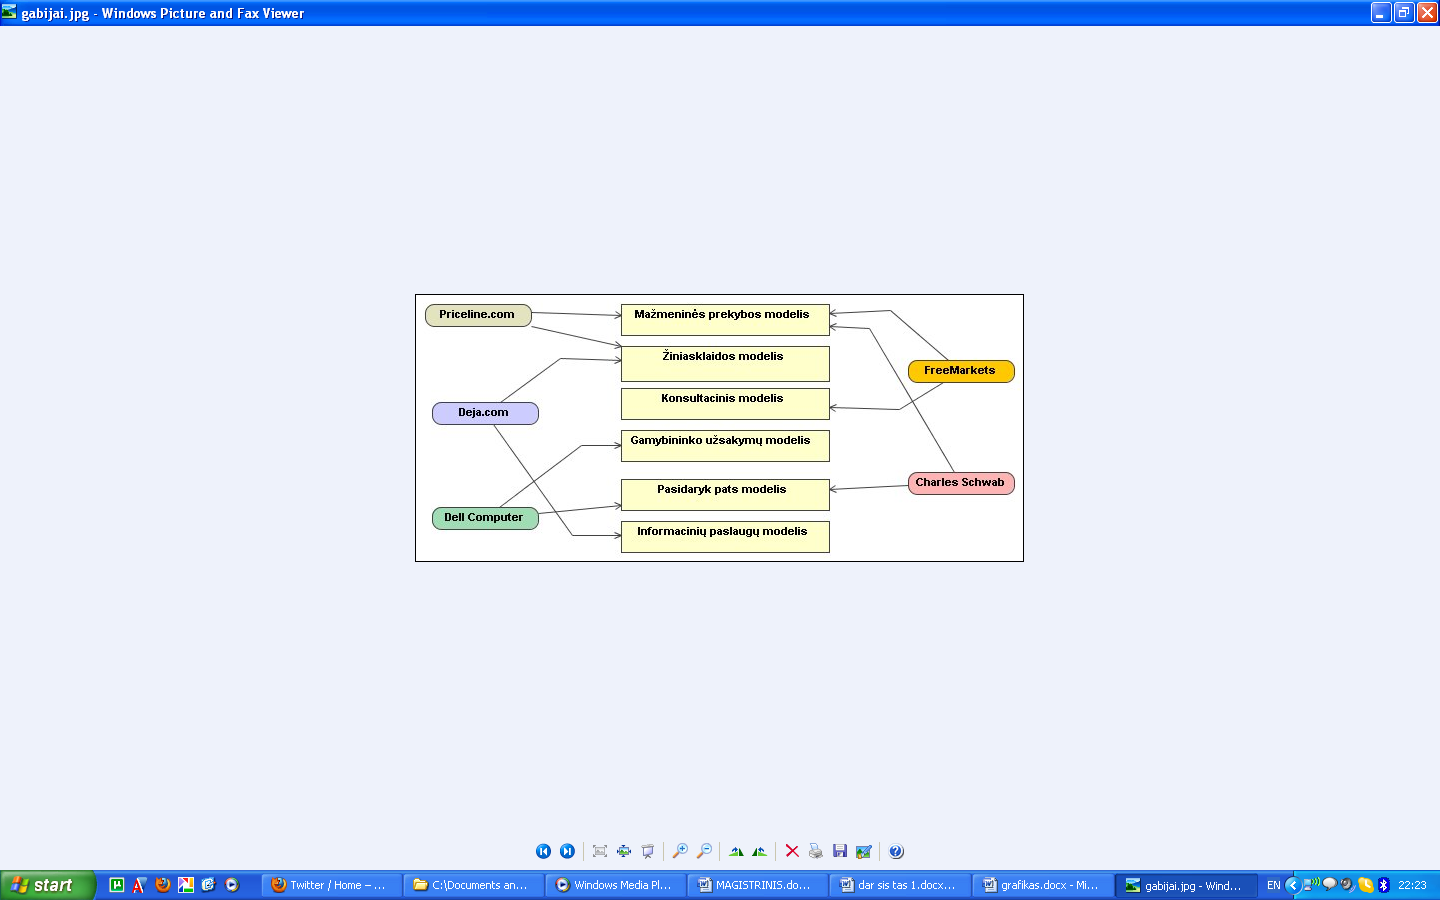 gabijai.jpg - Windows Picture and Fax Viewer
Priceline.com
Mažmeninės prekybos modelis
Žiniasklaidos modelis
FreeMarkets
Konsultacinis modelis
Deja.com
Gamybininko užsakymų modelis
Charles Schwab
Pasidaryk pats modelis
Dell Computer
Informacinių paslaugų modelis
start
Twitter / Home – ...
C:\Documents an...
Windows Media Pl...
MAGISTRINIS.do...
dar sis tas 1.docx...
grafikas.docx - Mi...
gabijai.jpg - Wind...
EN
22:23